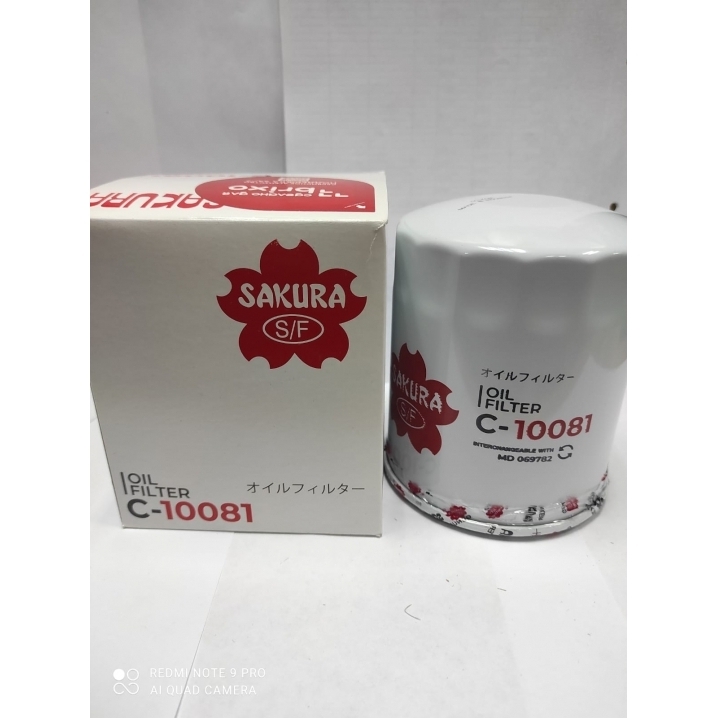 SAKURA
SAKURA
S/F
OIL
FILTER
C-10081
オイルフィルター
SAKURA
S/F
オイルフィルター
OIL
FILTER
C-10081
INTERCHANGEABLE WITH
MD 069782
REDMI NOTE 9 PRO
AI QUAD CAMERA